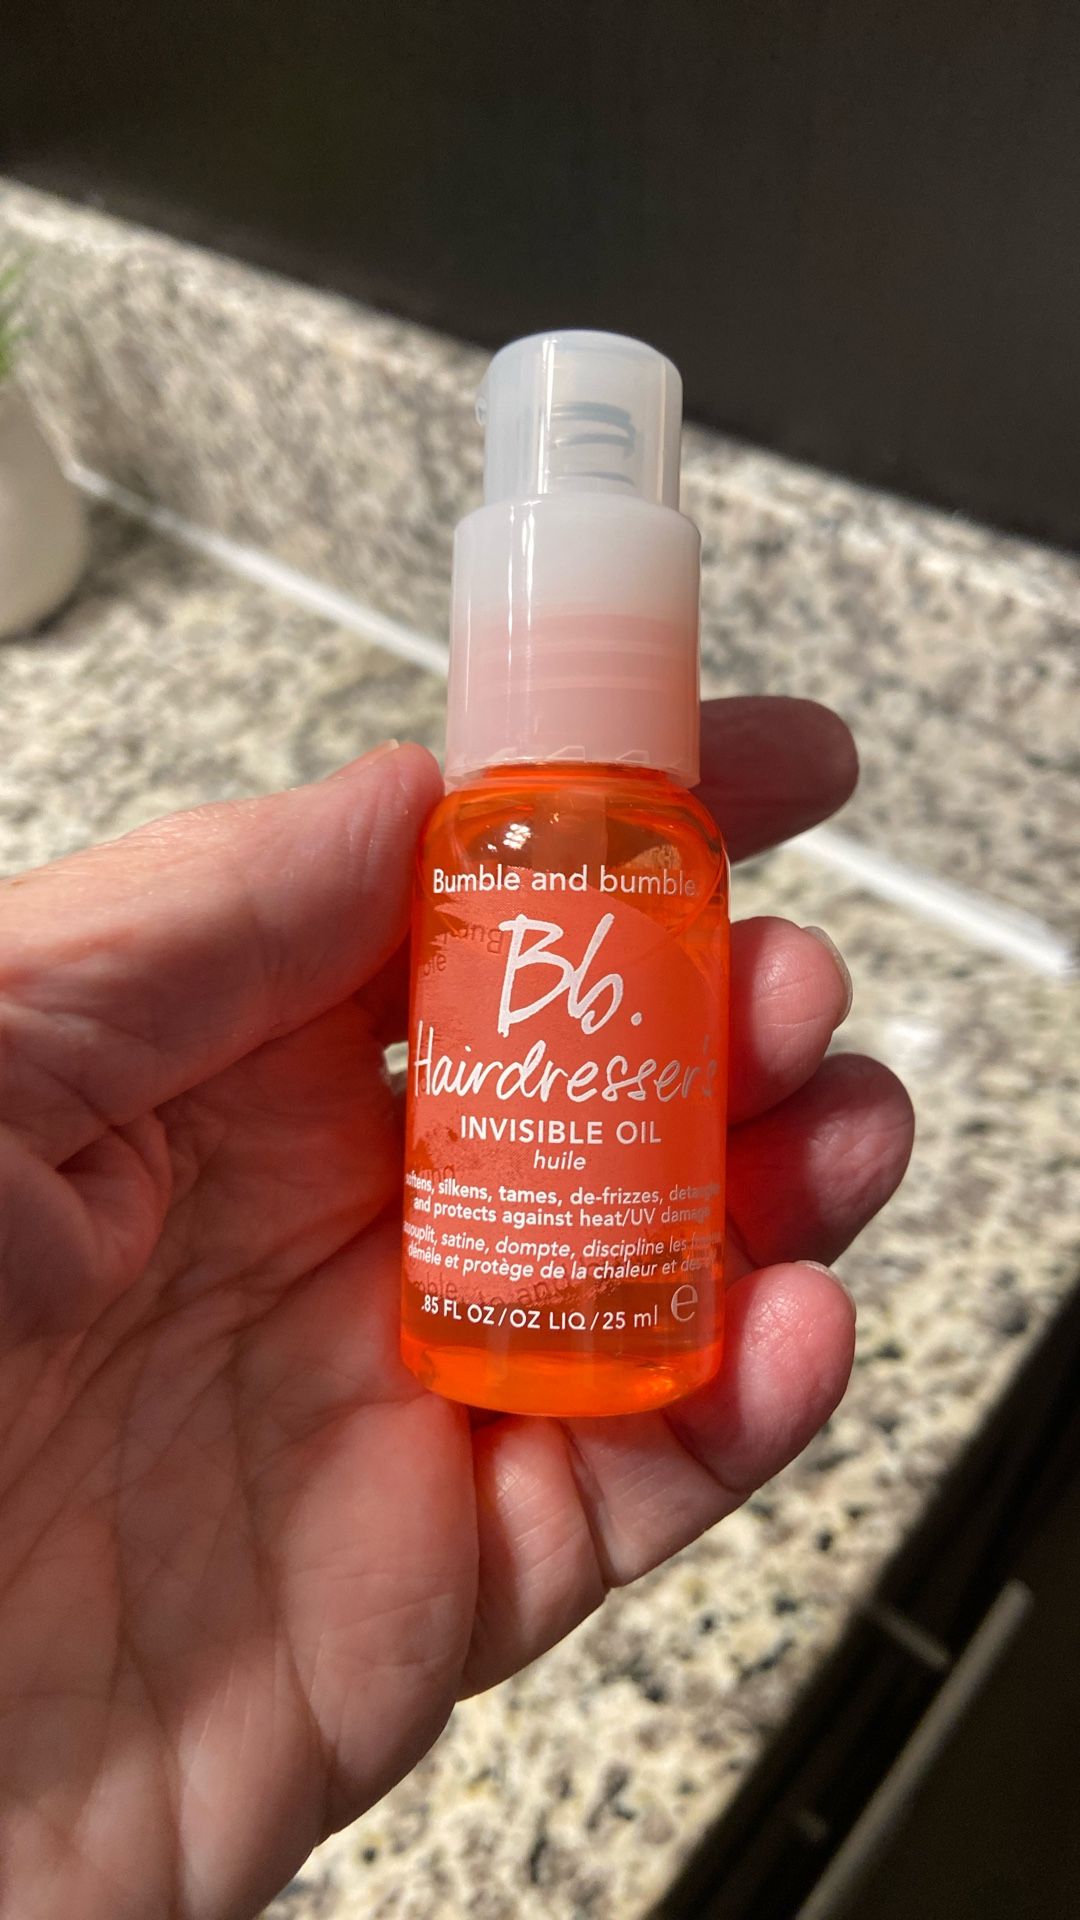 Bumble and bumble.
Bb.
Hairdresser's
INVISIBLE OIL
huile
softens, silkens, tames, de-frizzes, detangles
and protects against heat/UV damage
assouplit, satine, dompte, discipline les
démêle et protège de la chaleur et des
.85 FL OZ/OZ LIQ/25 ml ℮